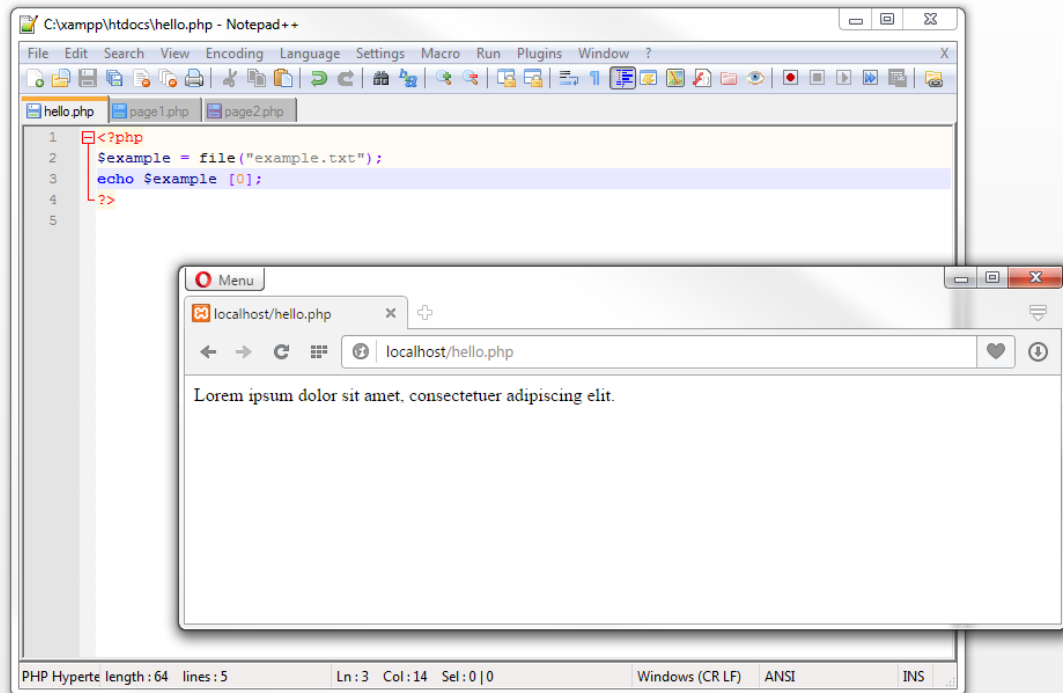 C:\xampp\htdocs\hello.php - Notepad++
File Edit Search View Encoding Language Settings Macro Run Plugins Window ? X
hello.php page1.php page2.php
1 <?php
2 $example = file("example.txt");
3 echo $example [0];
4 ?>
5
Menu
localhost/hello.php
localhost/hello.php
Lorem ipsum dolor sit amet, consectetuer adipiscing elit.
PHP Hyperte length : 64 lines : 5 Ln : 3 Col : 14 Sel : 0 | 0 Windows (CR LF) ANSI INS